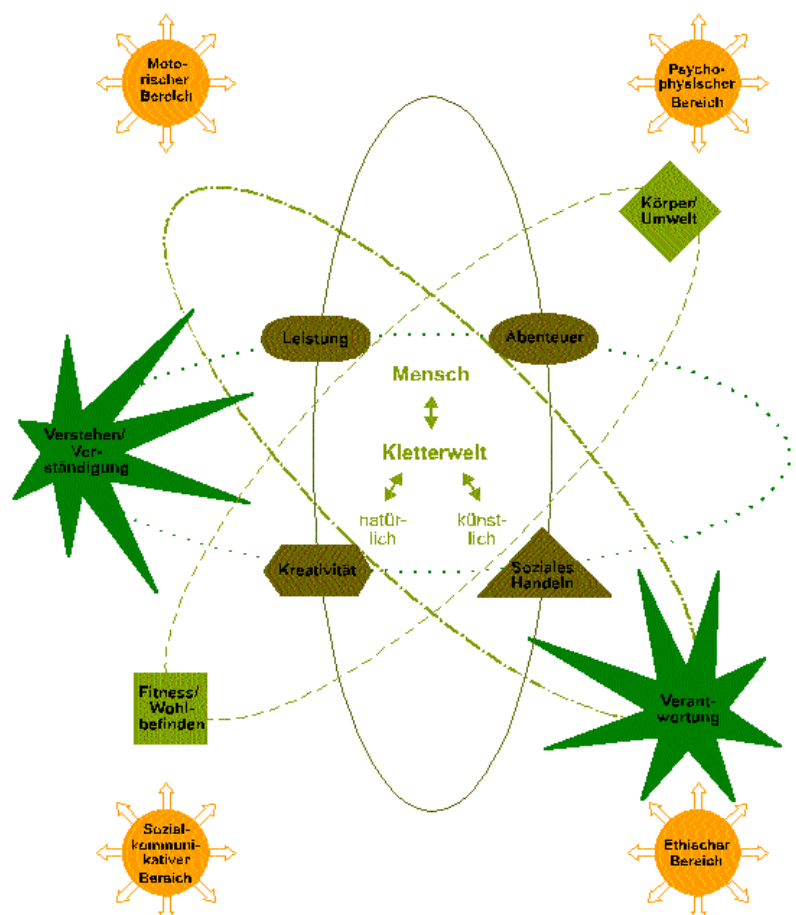 Moto-
rischer
Bereich
Psycho-
physischer
Bereich
Körper/
Umwelt
Leistung
Abenteuer
Mensch
Kletterwelt
natür-
lich
künst-
lich
Verstehen/
Ver-
ständigung
Kreativität
Soziales
Handeln
Fitness/
Wohl-
befinden
Verant-
wortung
Sozial-
kommuni-
kativer
Bereich
Ethischer
Bereich